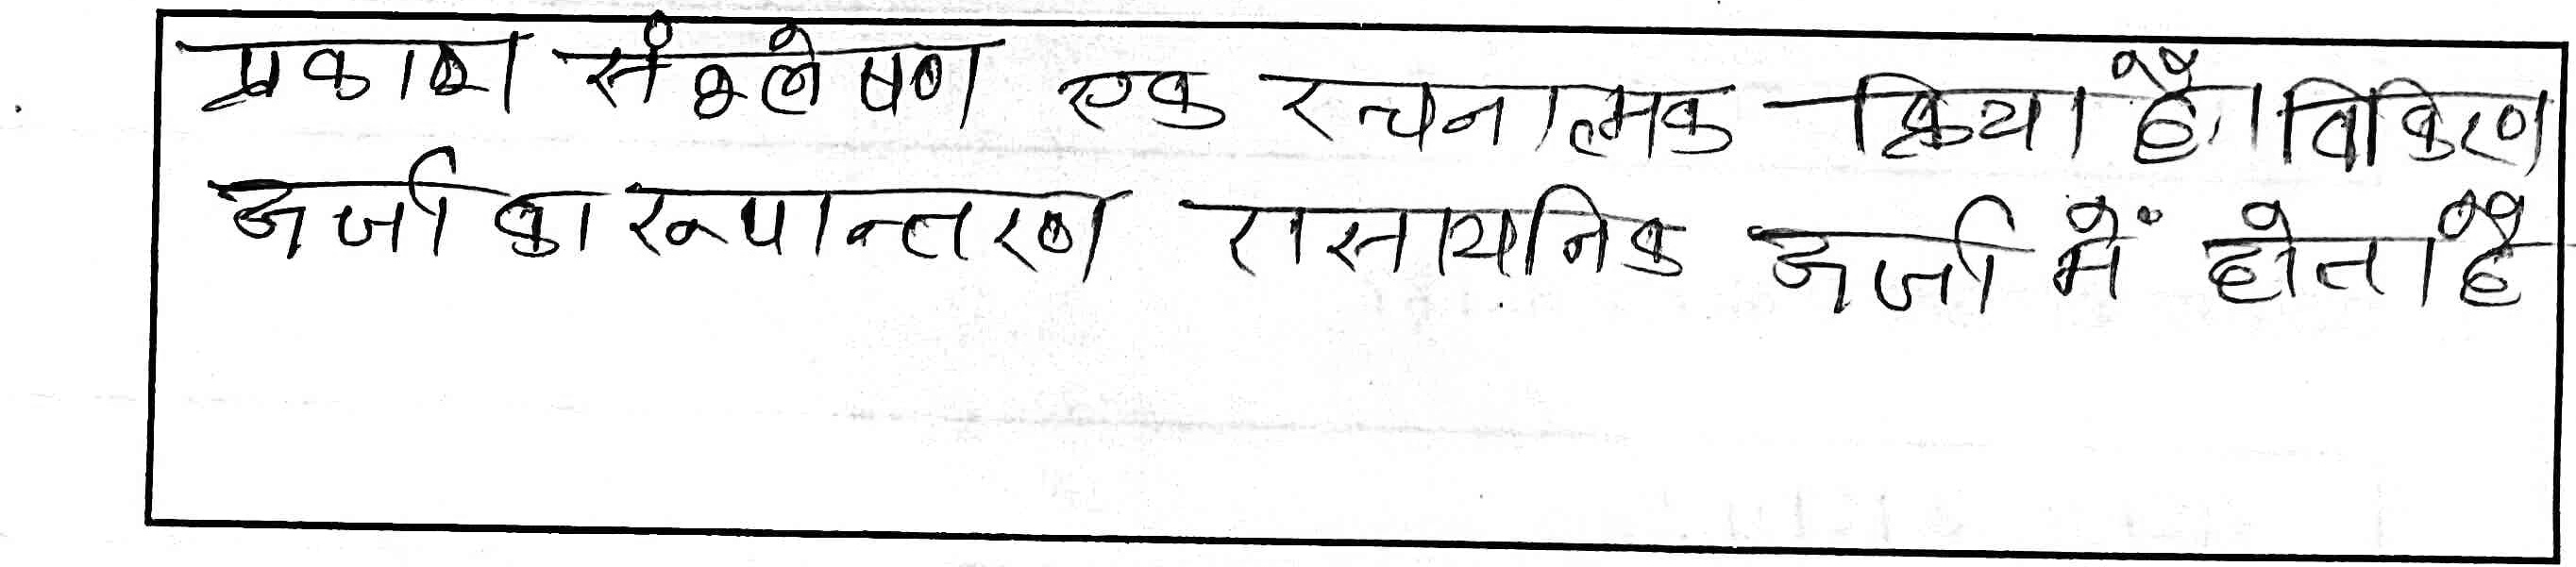 प्रकाश संश्लेषण एक रचनात्मक क्रिया है। विकिरण
ऊर्जा का रूपान्तरण रासायनिक ऊर्जा में होता है